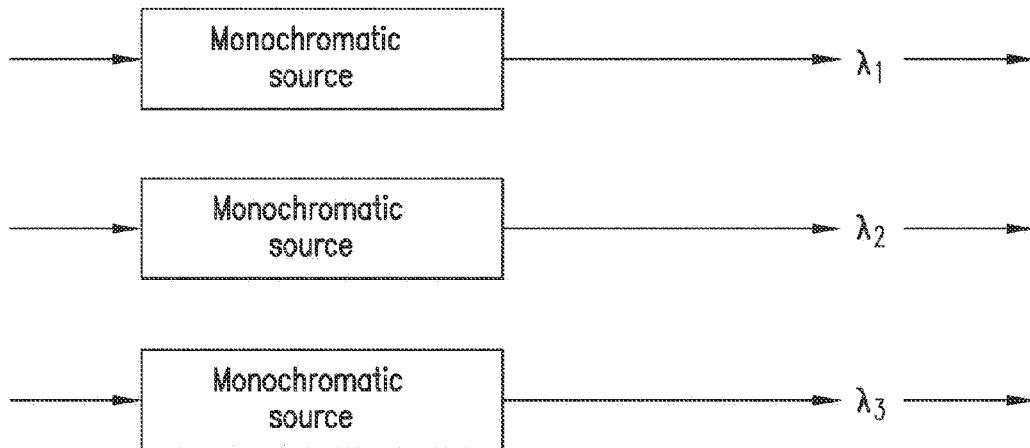 Monochromatic
source
λ₁
Monochromatic
source
λ₂
Monochromatic
source
λ₃